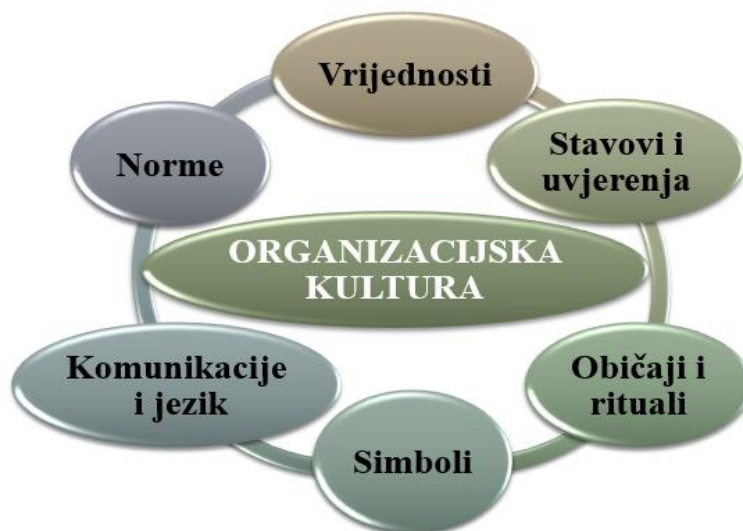 Vrijednosti
Stavovi i
uvjerenja
Norme
ORGANIZACIJSKA
KULTURA
Komunikacije
i jezik
Običaji i
rituali
Simboli